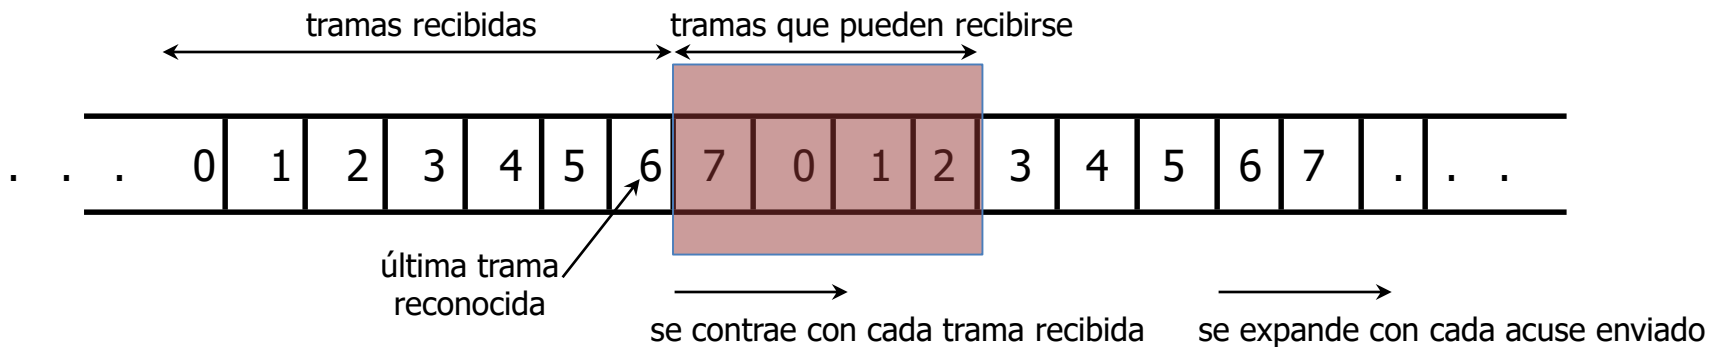 tramas recibidas tramas que pueden recibirse
. . . 0 1 2 3 4 5 6 7 0 1 2 3 4 5 6 7 . . .
última trama
reconocida
se contrae con cada trama recibida se expande con cada acuse enviado